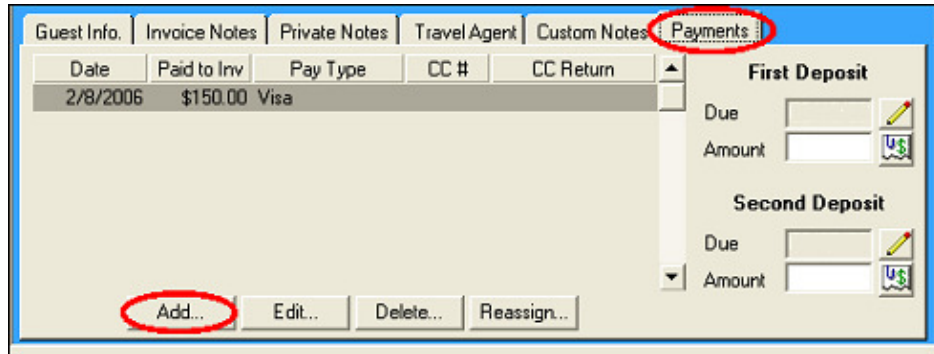 Guest Info. Invoice Notes Private Notes Travel Agent Custom Notes Payments
Date Paid to Inv Pay Type CC # CC Return
2/8/2006 $150.00 Visa
First Deposit
Due
Amount U$
Second Deposit
Due
Amount U$
Add... Edit... Delete... Reassign...